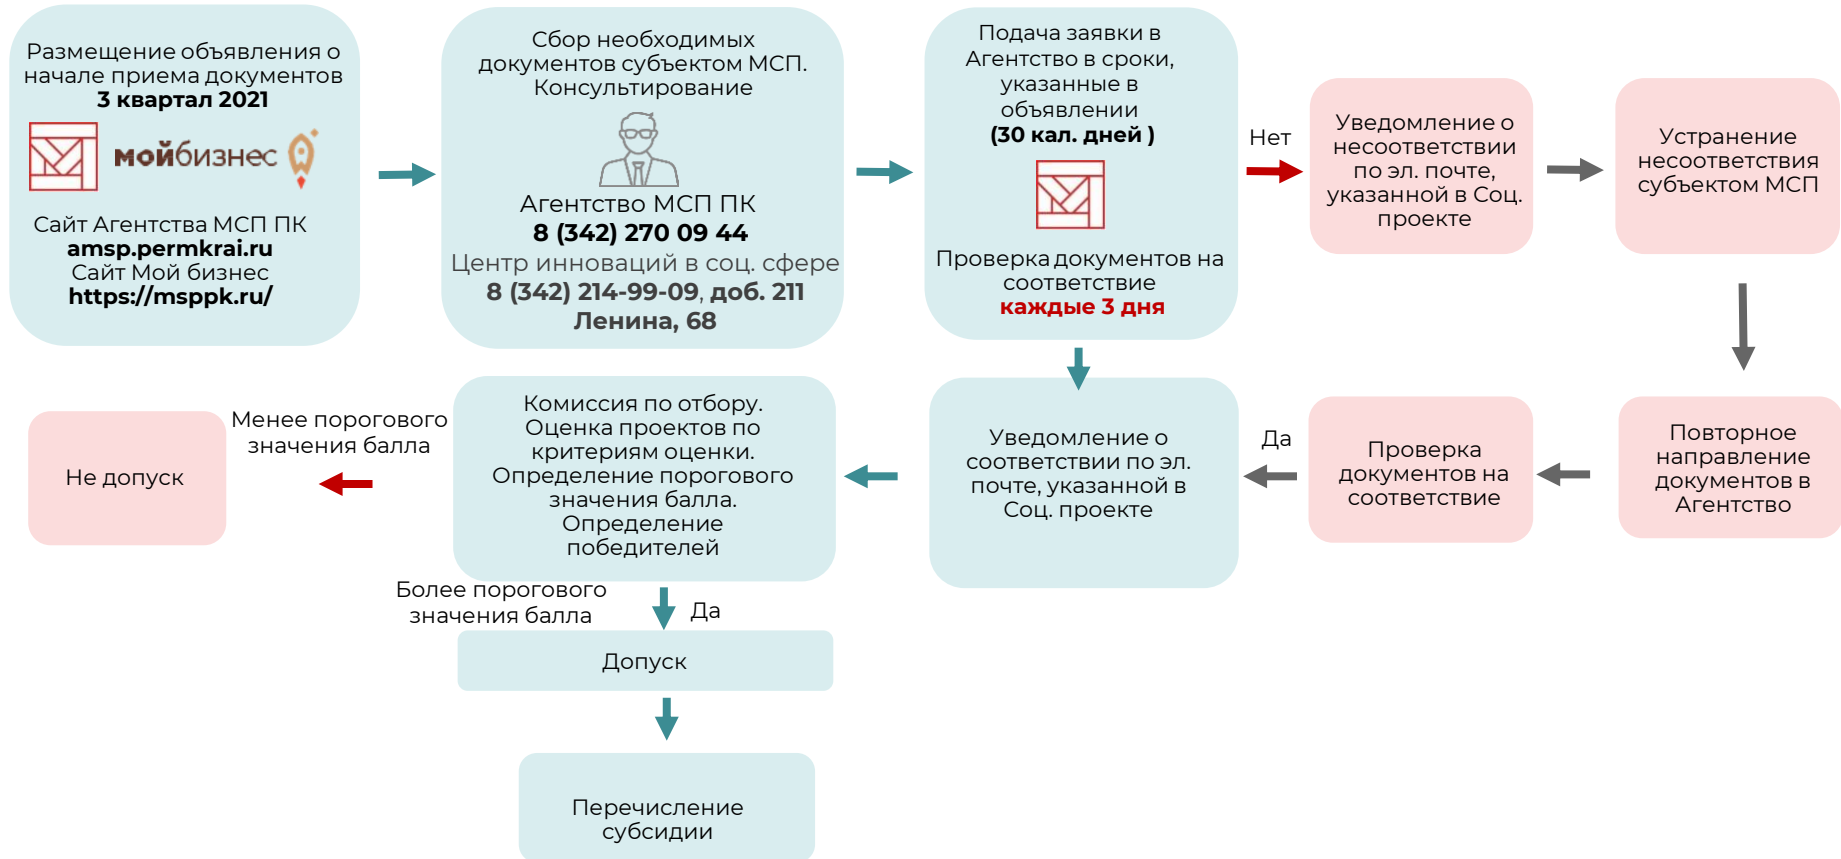 Размещение объявления о
начале приема документов
3 квартал 2021
мойбизнес
Сайт Агентства МСП ПК
amsp.permkrai.ru
Сайт Мой бизнес
https://msppk.ru/
Сбор необходимых
документов субъектом МСП.
Консультирование
Агентство МСП ПК
8 (342) 270 09 44
Центр инноваций в соц. сфере
8 (342) 214-99-09, доб. 211
Ленина, 68
Подача заявки в
Агентство в сроки,
указанные в
объявлении
(30 кал. дней )
Проверка документов на
соответствие
каждые 3 дня
Нет
Уведомление о
несоответствии
по эл. почте,
указанной в Соц.
проекте
Устранение
несоответствия
субъектом МСП
Повторное
направление
документов в
Агентство
Проверка
документов на
соответствие
Да
Уведомление о
соответствии по эл.
почте, указанной в
Соц. проекте
Комиссия по отбору.
Оценка проектов по
критериям оценки.
Определение порогового
значения балла.
Определение
победителей
Менее порогового
значения балла
Не допуск
Более порогового
значения балла
Да
Допуск
Перечисление
субсидии